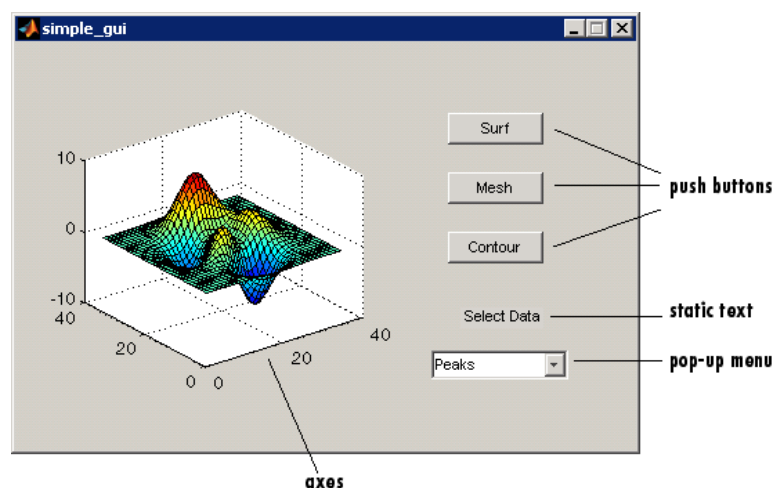 simple_gui
Surf
Mesh
push buttons
Contour
Select Data
static text
Peaks
pop-up menu
10
0
-10
40
20
0
0
20
40
axes